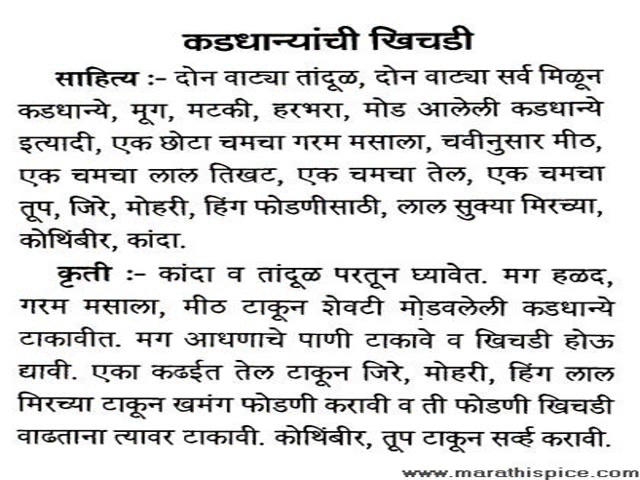 कडधान्यांची खिचडी
साहित्य :– दोन वाट्या तांदूळ, दोन वाट्या सर्व मिळून
कडधान्ये, मूग, मटकी, हरभरा, मोड आलेली कडधान्ये
इत्यादी, एक छोटा चमचा गरम मसाला, चवीनुसार मीठ,
एक चमचा लाल तिखट, एक चमचा तेल, एक चमचा
तूप, जिरे, मोहरी, हिंग फोडणीसाठी, लाल सुक्या मिरच्या,
कोथिंबीर, कांदा.
कृती :– कांदा व तांदूळ परतून घ्यावेत. मग हळद,
गरम मसाला, मीठ टाकून शेवटी मोडवलेली कडधान्ये
टाकावीत. मग आधणाचे पाणी टाकावे व खिचडी होऊ
द्यावी. एका कढईत तेल टाकून जिरे, मोहरी, हिंग लाल
मिरच्या टाकून खमंग फोडणी करावी व ती फोडणी खिचडी
वाढताना त्यावर टाकावी. कोथिंबीर, तूप टाकून सर्व्ह करावी.
www.marathispice.com